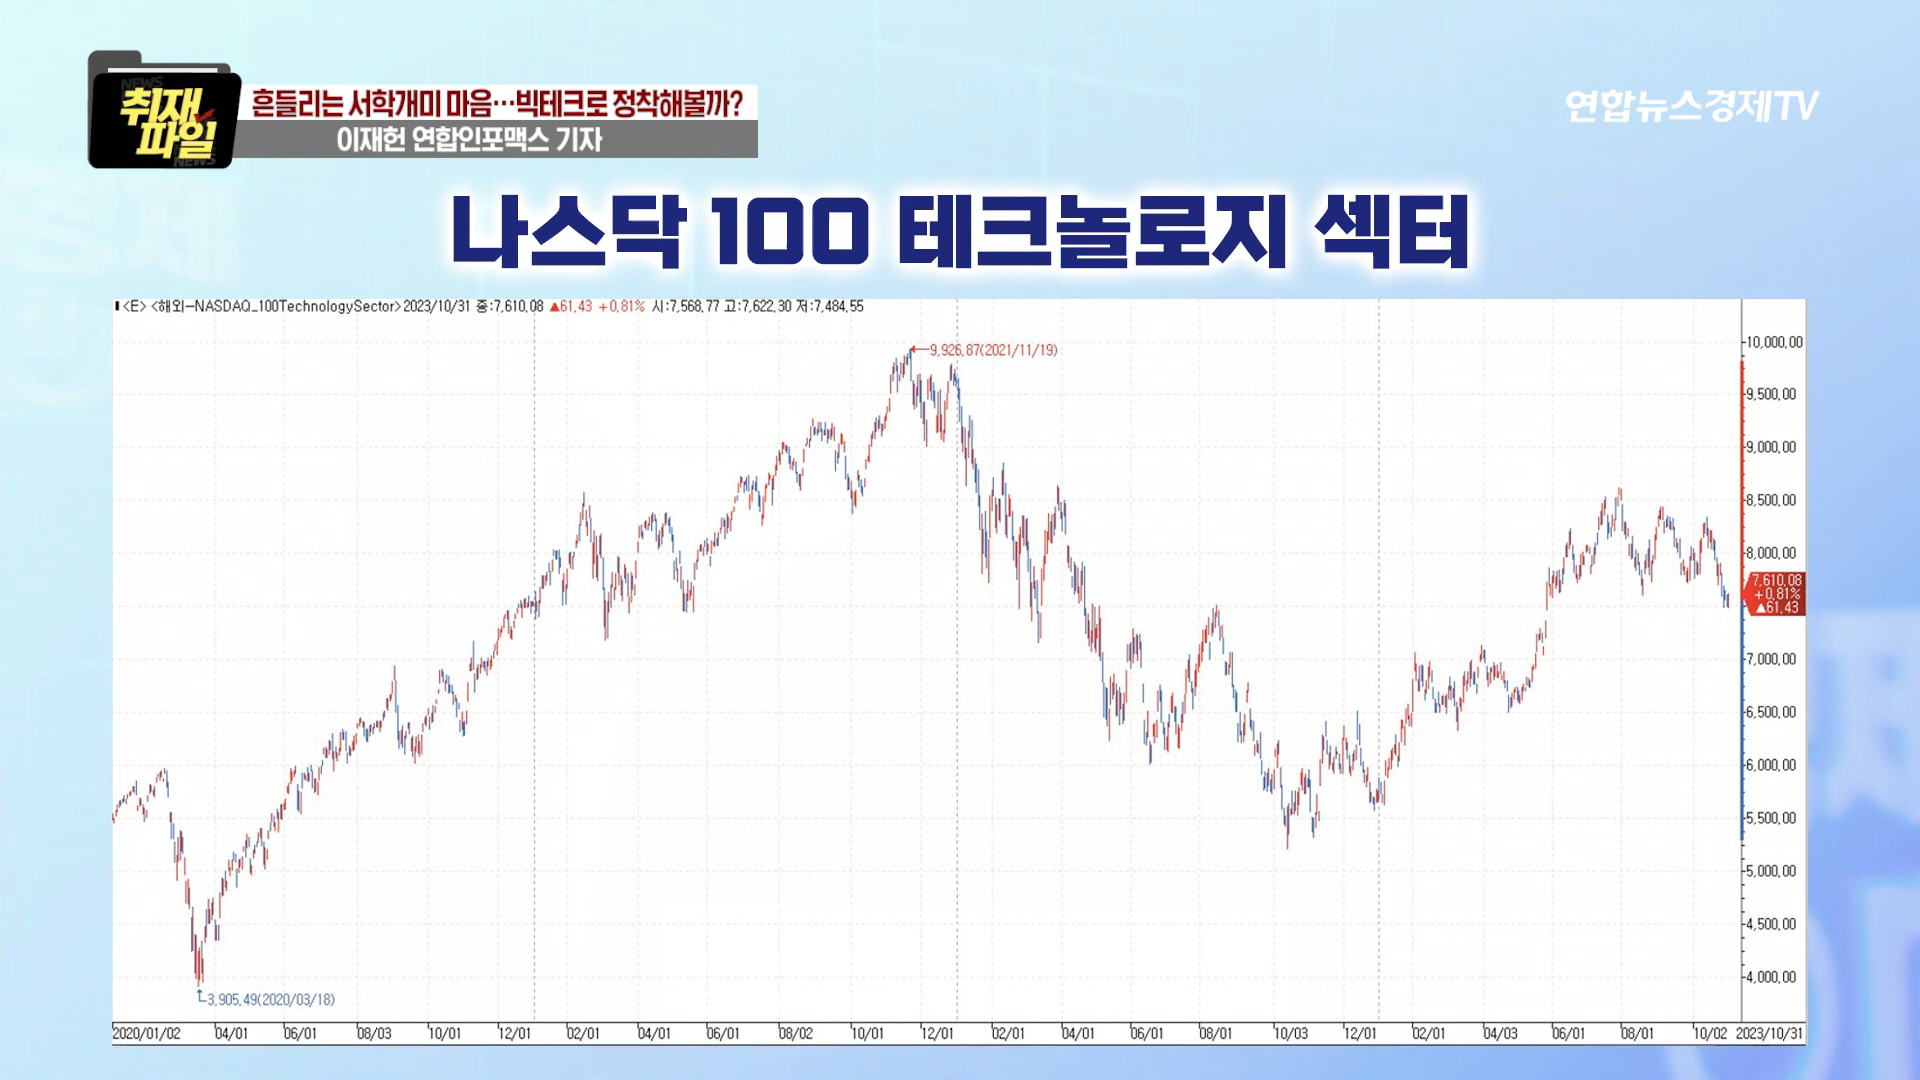 NEWS
취재
파일
NEWS
흔들리는 서학개미 마음…빅테크로 정착해볼까?
이재헌 연합인포맥스 기자
연합뉴스경제TV
나스닥 100 테크놀로지 섹터
<E> <해외-NASDAQ_100TechnologySector> 2023/10/31 종:7,610.08 ▲61.43 +0.81% 시:7,568.77 고:7,622.30 저:7,484.55
9,926.87(2021/11/19)
10,000.00
9,500.00
9,000.00
8,500.00
8,000.00
7,610.08
+0.81%
▲61.43
7,000.00
6,500.00
6,000.00
5,500.00
5,000.00
4,500.00
4,000.00
3,905.49(2020/03/18)
2020/01/02 04/01 06/01 08/03 10/01 12/01 02/01 04/01 06/01 08/02 10/01 12/01 02/01 04/01 06/01 08/01 10/03 12/01 02/01 04/03 06/01 08/01 10/02 2023/10/31